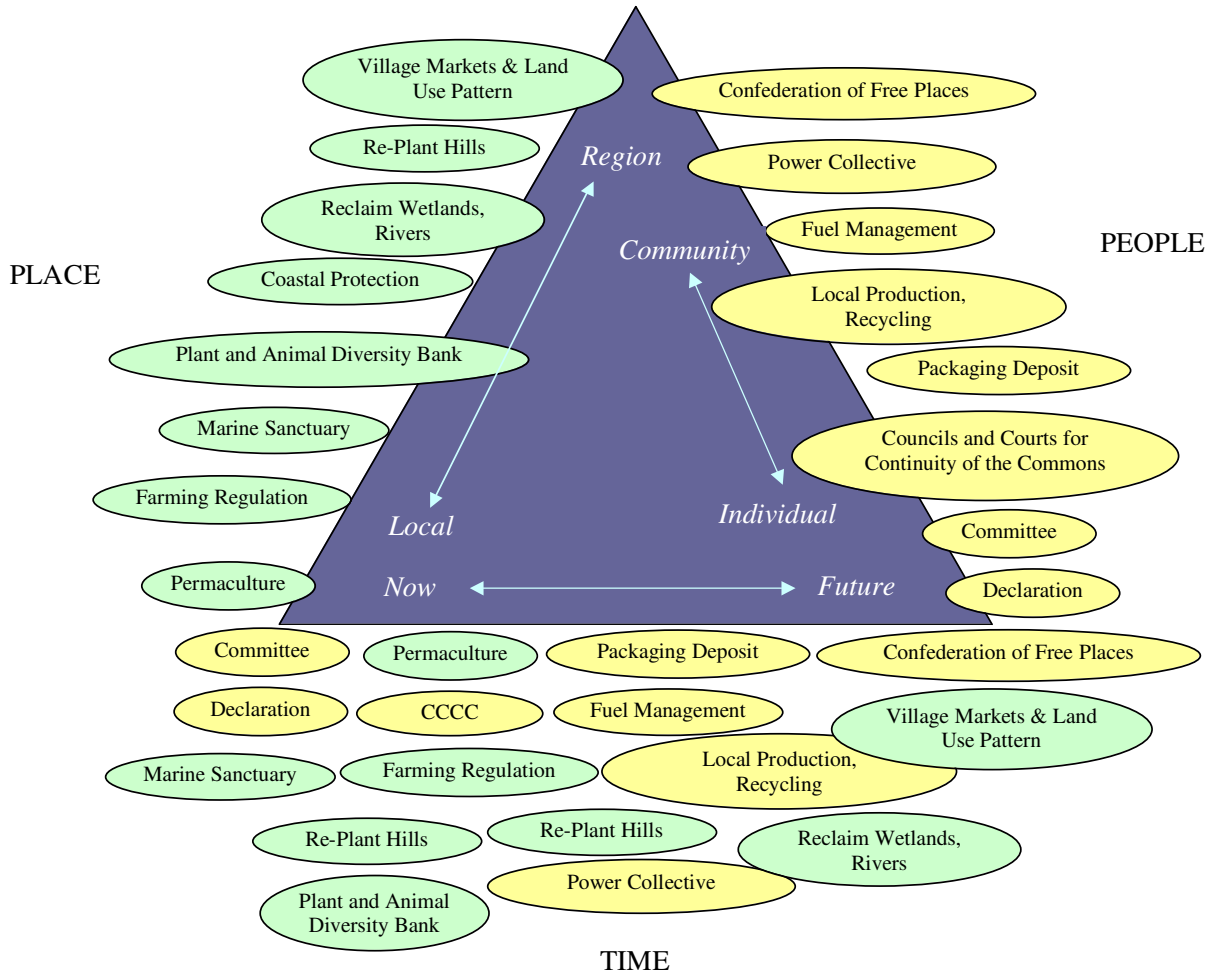 Village Markets & Land
Use Pattern
Confederation of Free Places
Re-Plant Hills
Region
Power Collective
Reclaim Wetlands,
Rivers
Fuel Management
Community
PEOPLE
PLACE
Coastal Protection
Local Production,
Recycling
Plant and Animal Diversity Bank
Packaging Deposit
Marine Sanctuary
Councils and Courts for
Continuity of the Commons
Farming Regulation
Local
Individual
Committee
Permaculture
Now
Future
Declaration
Committee
Permaculture
Packaging Deposit
Confederation of Free Places
Declaration
CCCC
Fuel Management
Village Markets & Land
Use Pattern
Marine Sanctuary
Farming Regulation
Local Production,
Recycling
Re-Plant Hills
Re-Plant Hills
Reclaim Wetlands,
Rivers
Plant and Animal
Diversity Bank
Power Collective
TIME